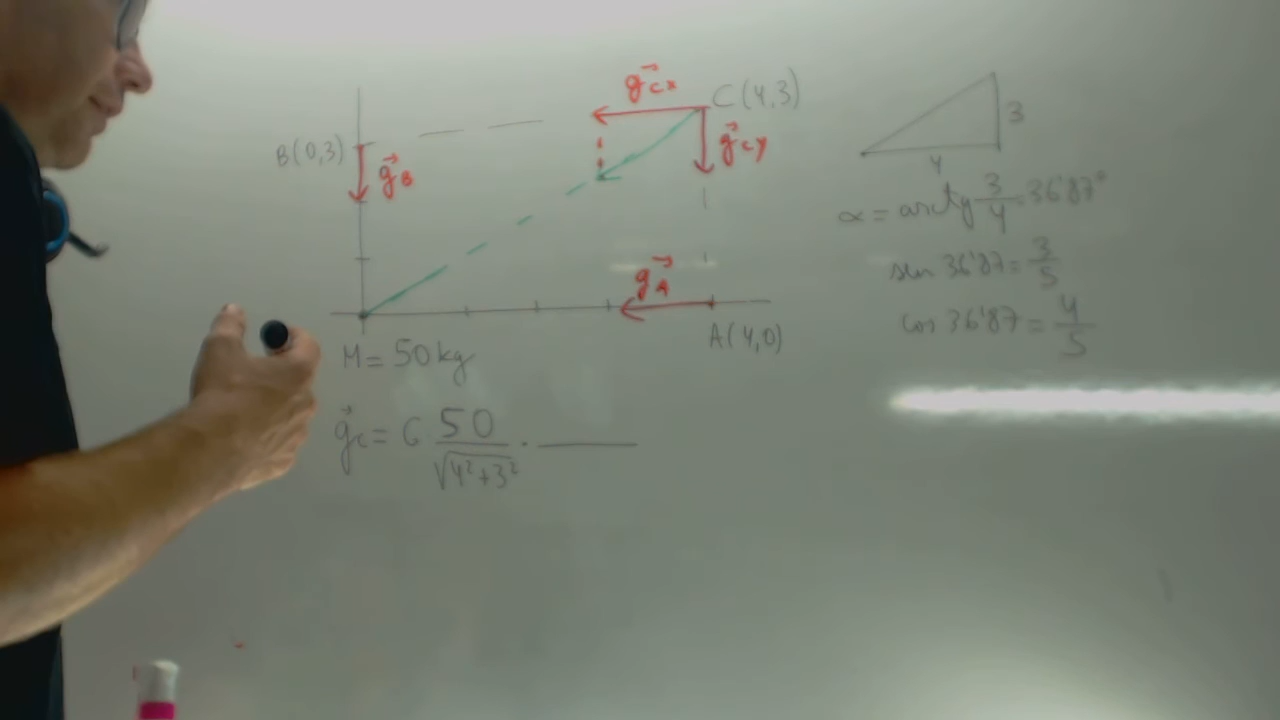 g⃗cx
C(4,3)
B(0,3)
g⃗B
g⃗cy
3
4
α = arctg 3/4 = 36'87°
sen 36'87 = 3/5
cos 36'87 = 4/5
g⃗A
A(4,0)
M = 50 kg
g⃗c = G 50/√4²+3² ·